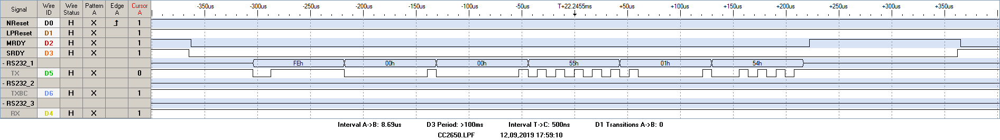 Signal Wire ID Wire Status Pattern A Edge A Cursor A -350us -300us -250us -200us -150us -100us -50us T+22.2455ms +50us +100us +150us +200us +250us +300us +350us
NReset D0 H X 1
LPReset D1 H X 1
MRDY D2 H X 1
SRDY D3 H X 1
- RS232_1 FEh 00h 00h 55h 01h 54h
TX D5 H X 0
- RS232_2
TXBC D6 H X 1
- RS232_3
RX D4 H X 1
Interval A->B: 8.69us D3 Period: >100ms Interval T->C: 500ns D1 Transitions A->B: 0
CC2650.LPF 12,09,2019 17:59:10